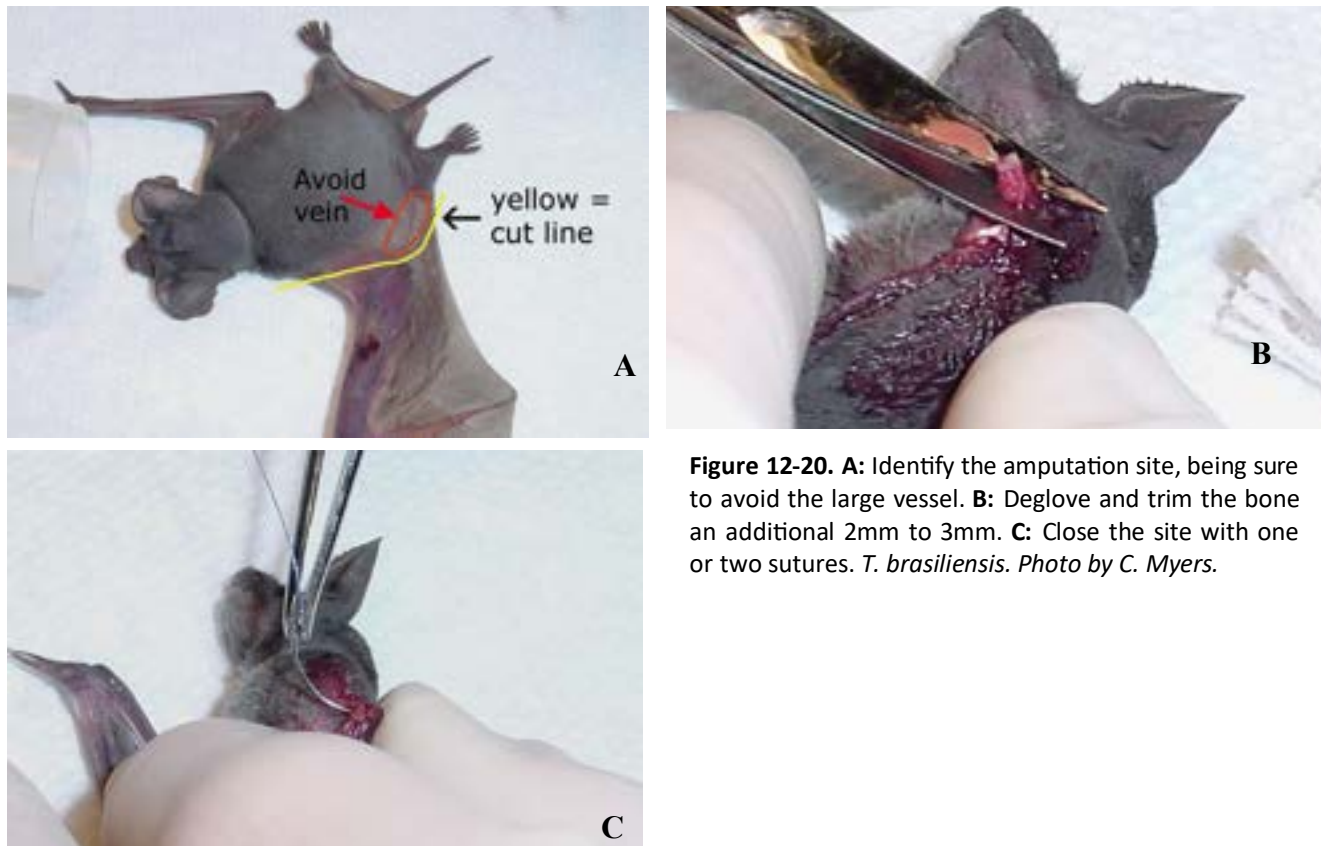 Avoid
vein
yellow =
cut line
A
B
Figure 12-20. A: Identify the amputation site, being sure
to avoid the large vessel. B: Deglove and trim the bone
an additional 2mm to 3mm. C: Close the site with one
or two sutures. T. brasiliensis. Photo by C. Myers.
C